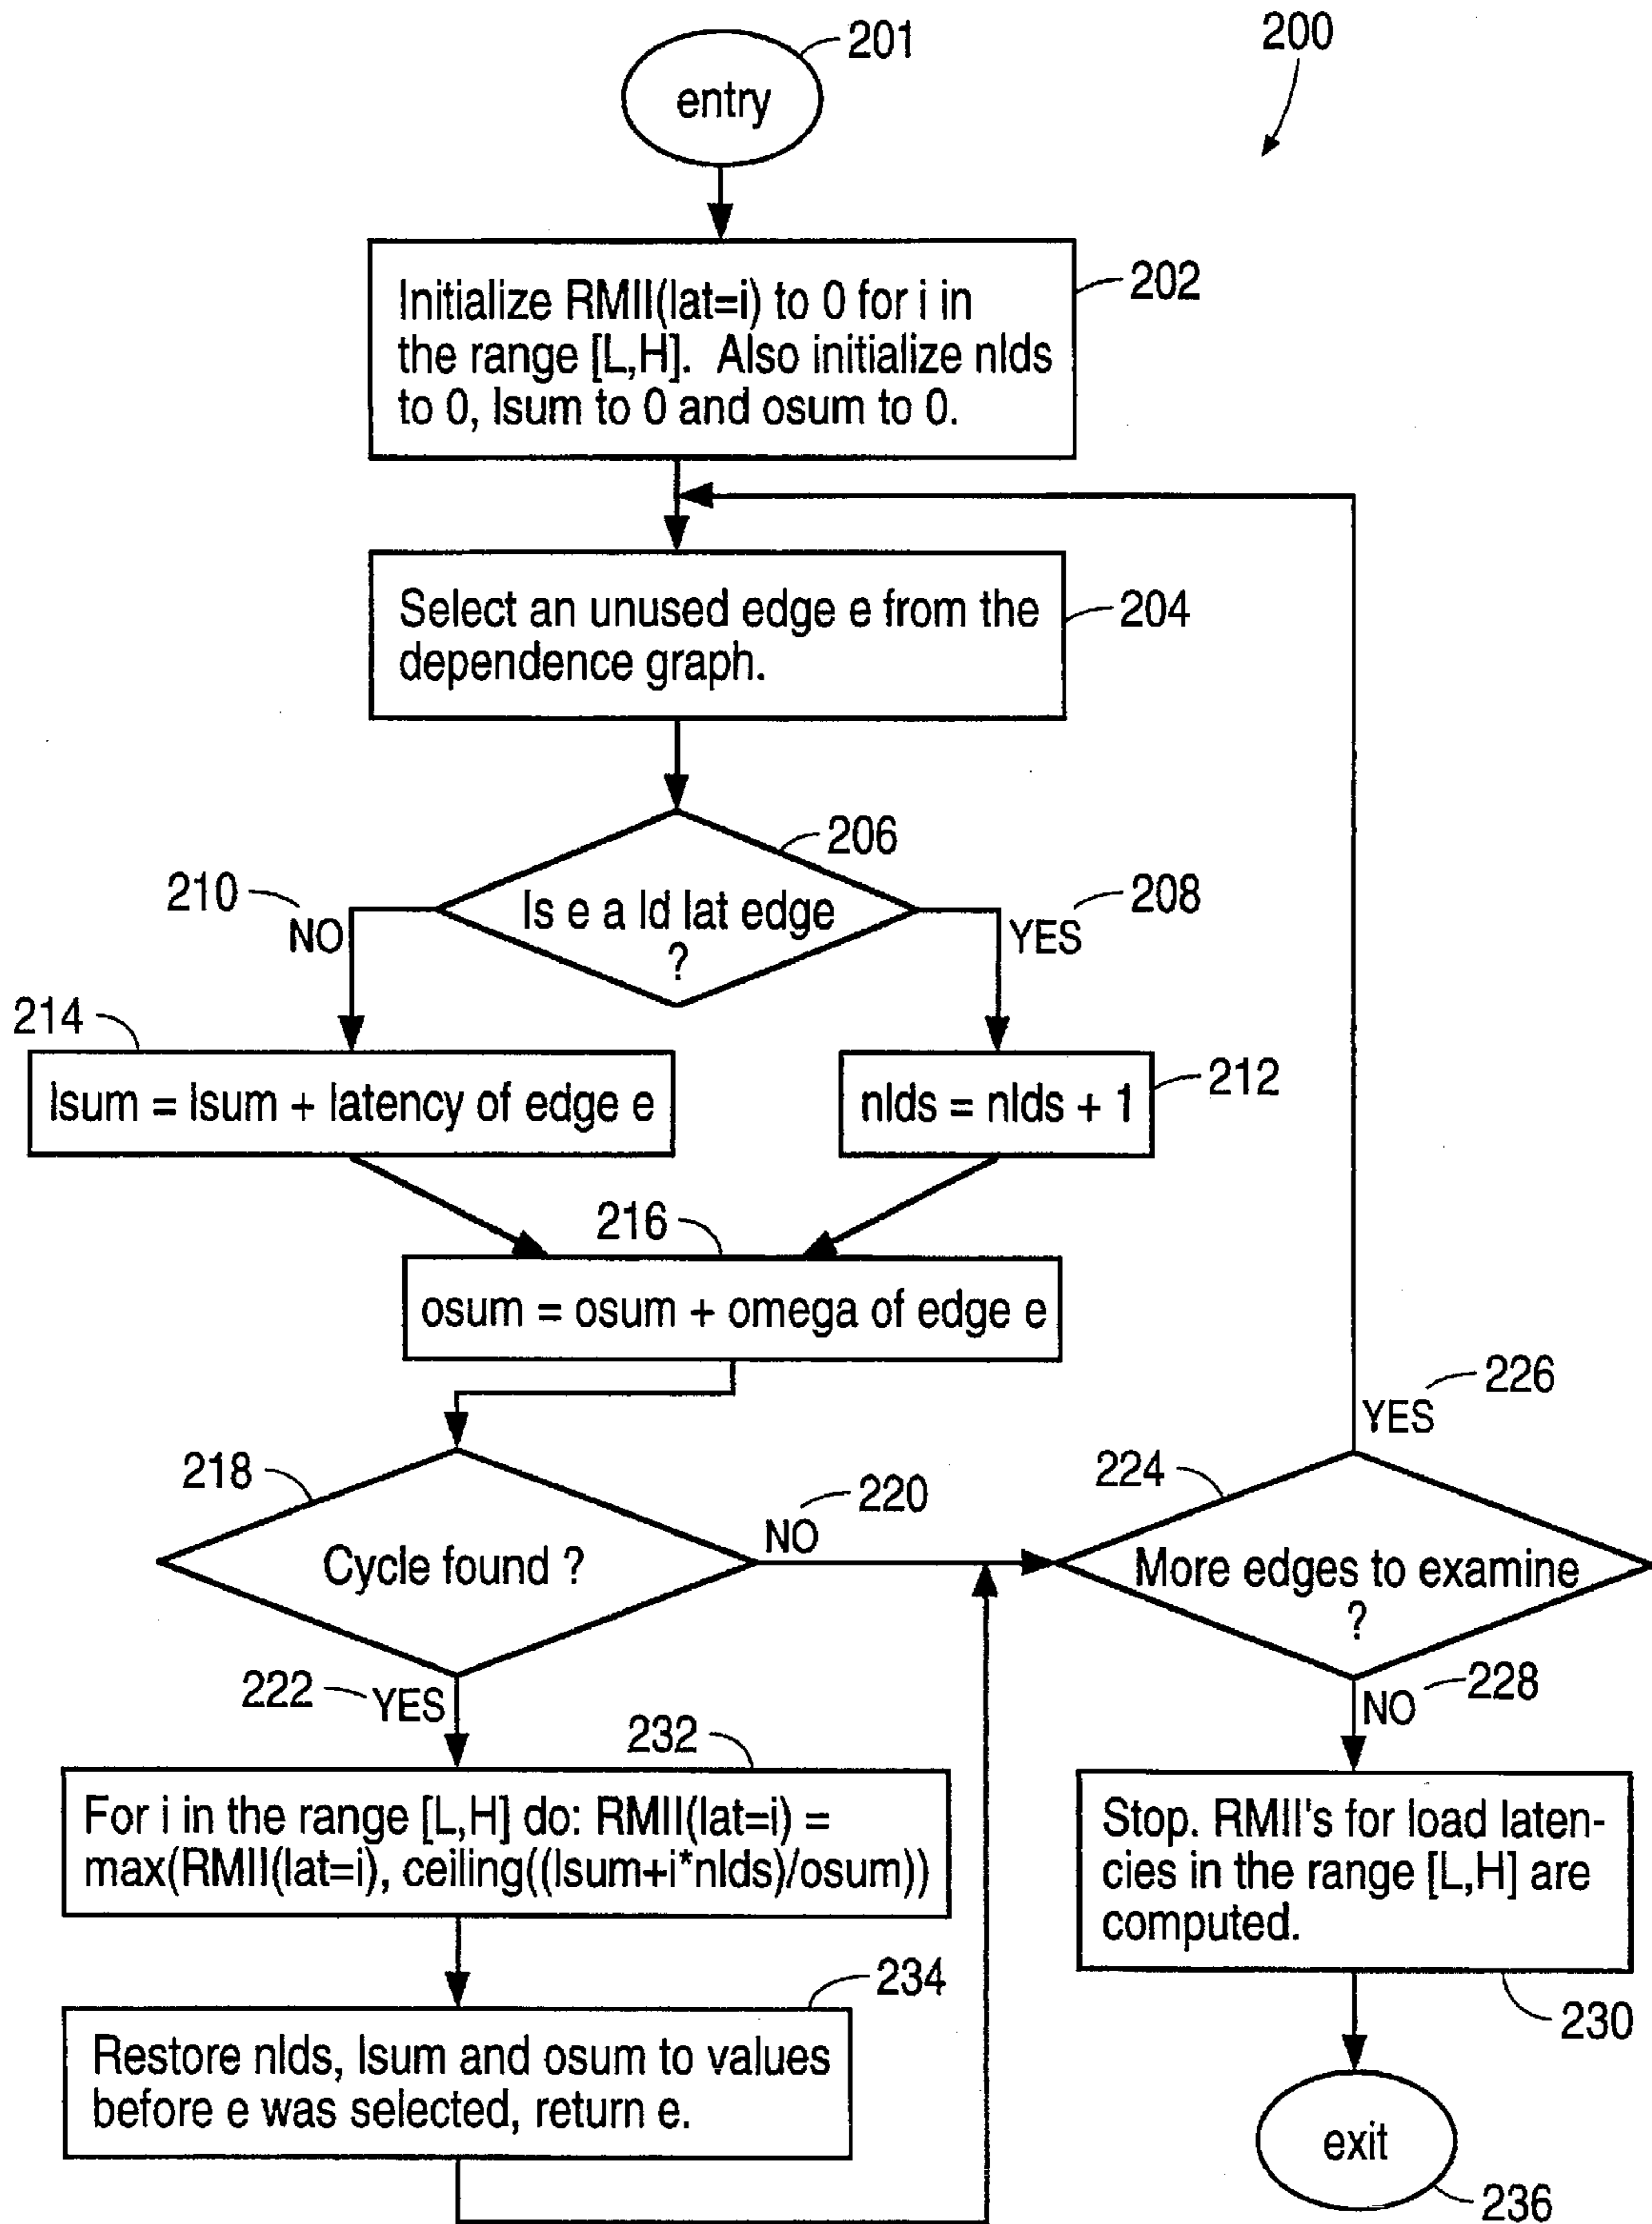 201
200
entry
Initialize RMII(lat=i) to 0 for i in
the range [L,H]. Also initialize nlds
to 0, lsum to 0 and osum to 0.
202
Select an unused edge e from the
dependence graph.
204
206
210
NO
Is e a ld lat edge
?
208
YES
214
lsum = lsum + latency of edge e
nlds = nlds + 1
212
216
osum = osum + omega of edge e
226
YES
218
Cycle found ?
220
NO
224
More edges to examine
?
222
YES
228
NO
232
For i in the range [L,H] do: RMII(lat=i) =
max(RMII(lat=i), ceiling((lsum+i*nlds)/osum))
Stop. RMII's for load laten-
cies in the range [L,H] are
computed.
230
234
Restore nlds, lsum and osum to values
before e was selected, return e.
exit
236